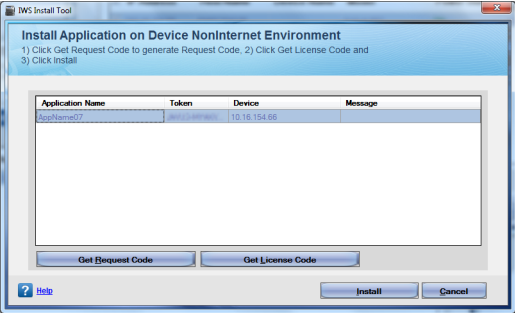 IWS Install Tool
Install Application on Device NonInternet Environment
1) Click Get Request Code to generate Request Code, 2) Click Get License Code and
3) Click Install
Application Name Token Device Message
AppName07 10.16.154.66
Get Request Code Get License Code
? Help Install Cancel